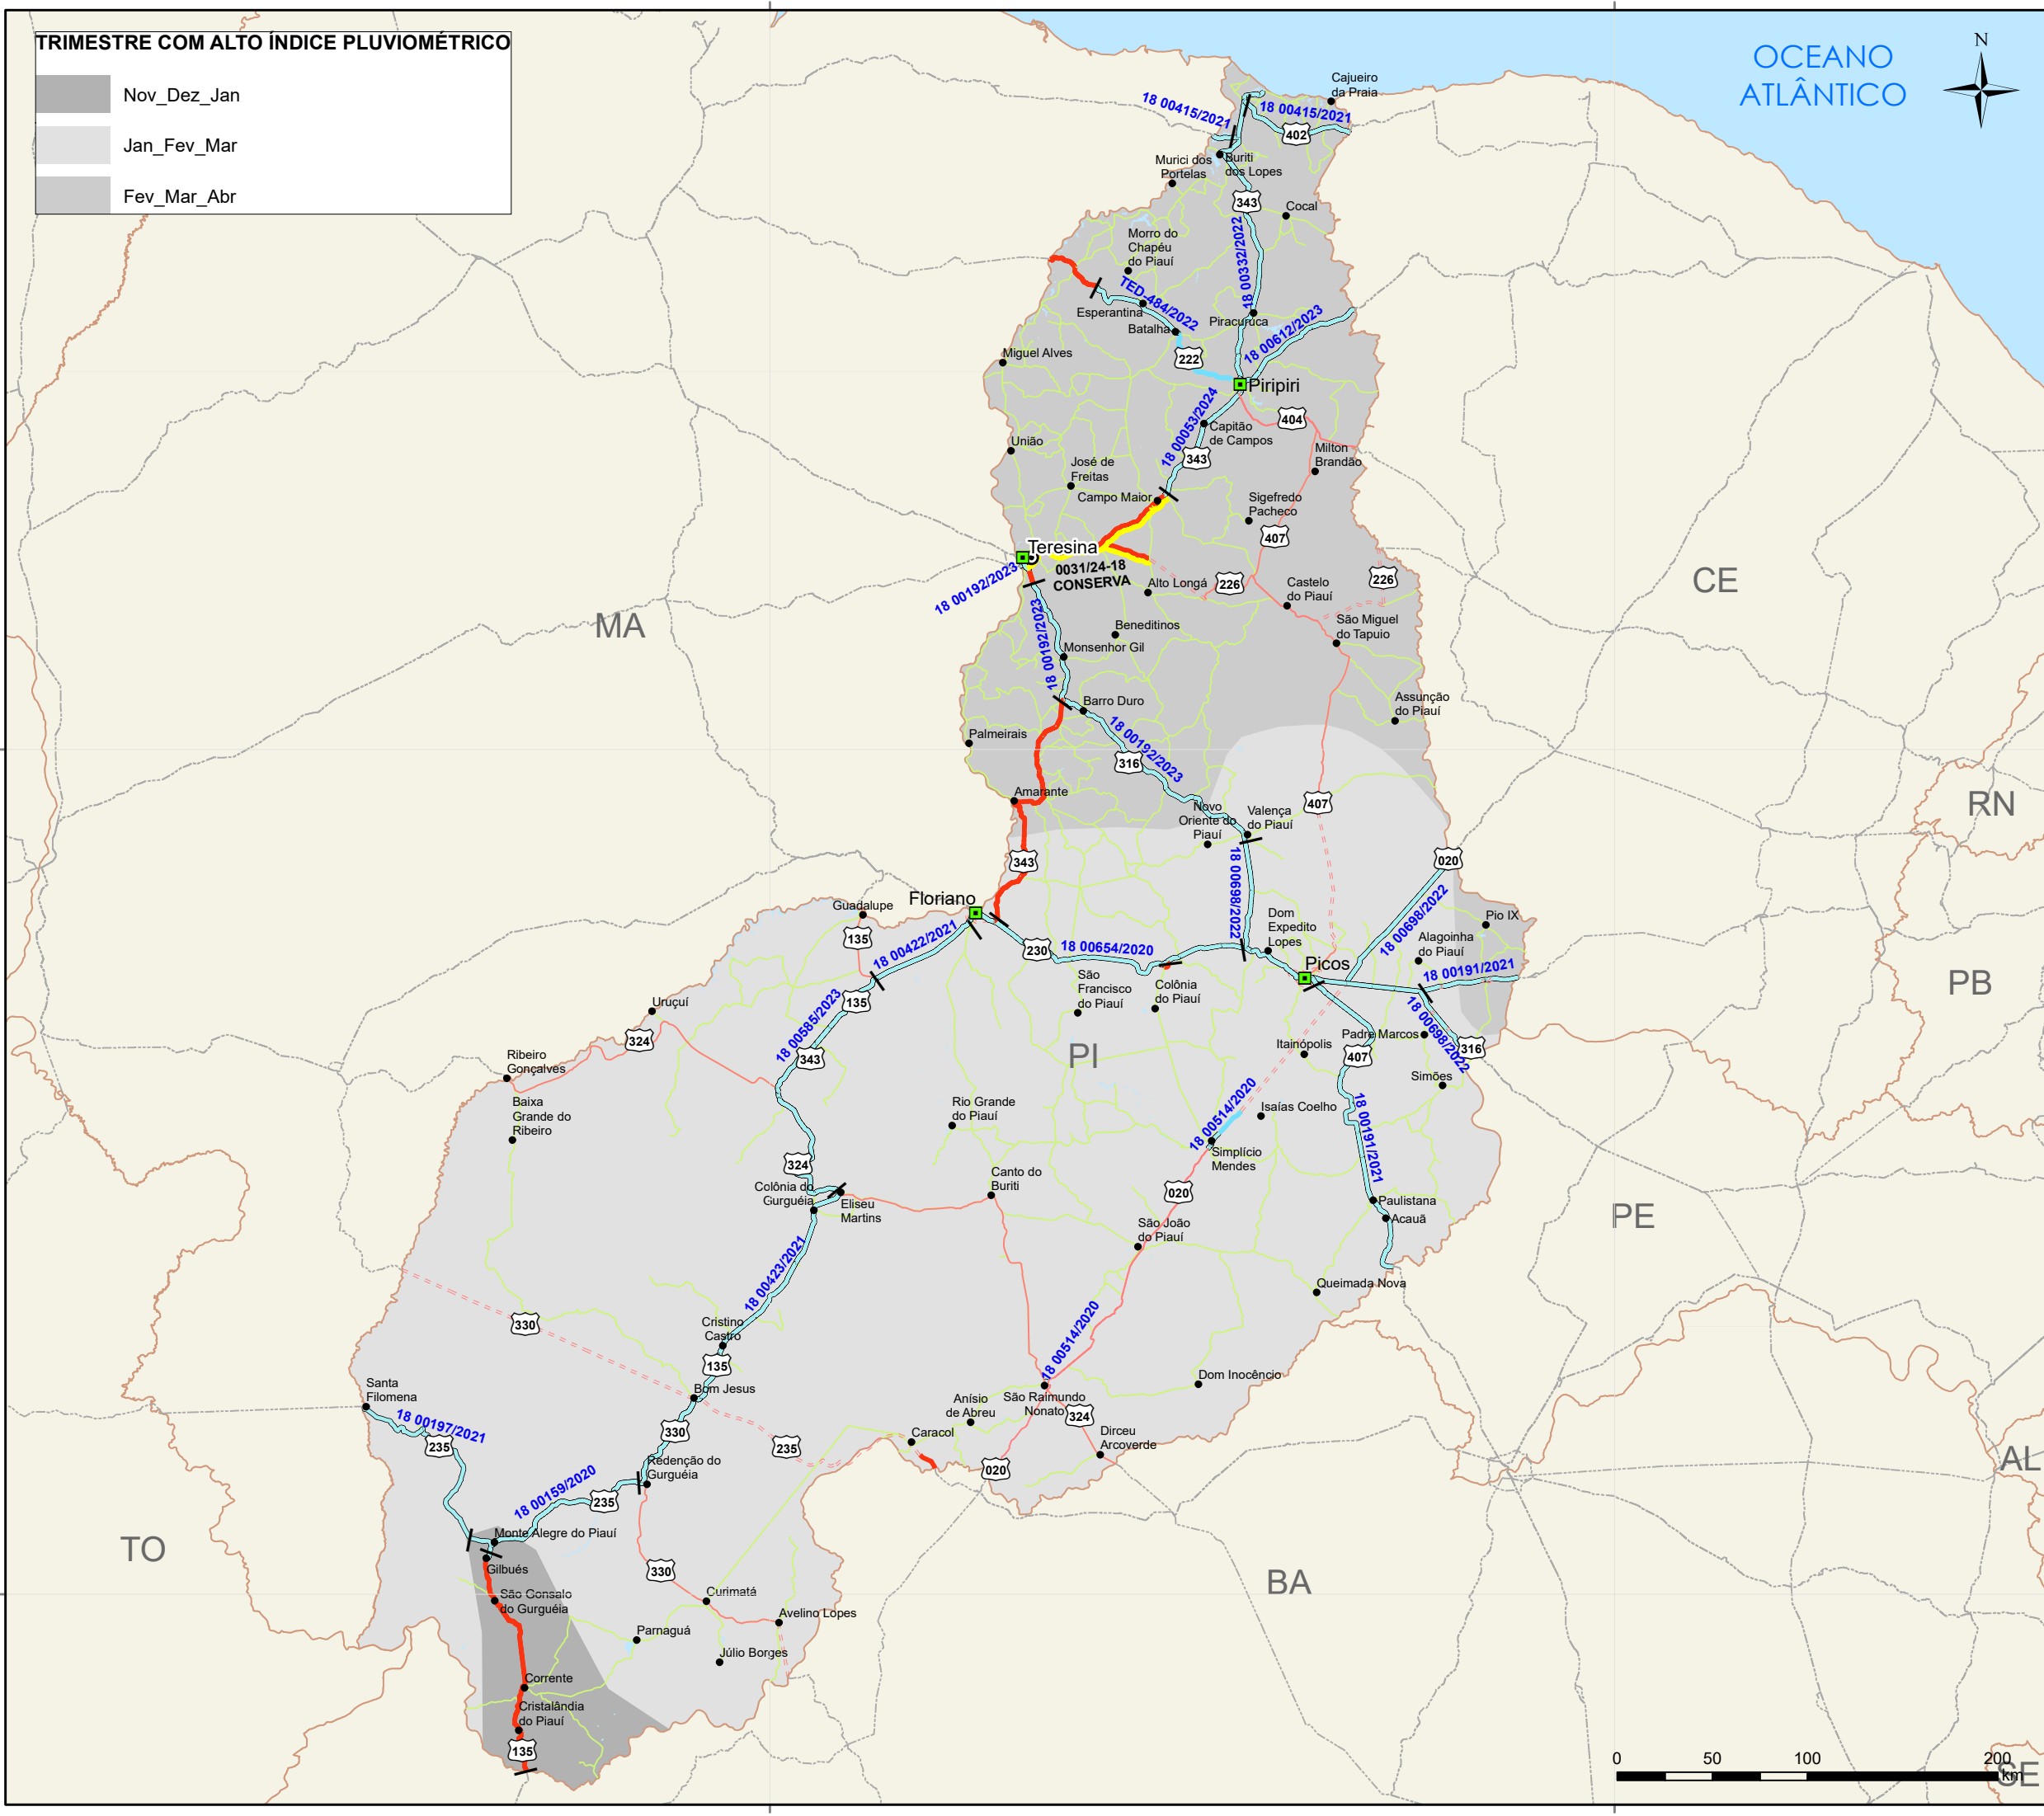 TRIMESTRE COM ALTO ÍNDICE PLUVIOMÉTRICO
Nov_Dez_Jan
Jan_Fev_Mar
Fev_Mar_Abr
OCEANO
ATLÂNTICO
N
Cajueiro
da Praia
18 00415/2021
18 00415/2021
402
Buriti
dos Lopes
Murici dos
Portelas
343
Cocal
Morro do
Chapéu
do Piauí
18 00332/2022
TED-484/2022
Esperantina
Batalha
Piracuruca
18 00612/2023
222
Miguel Alves
Piripiri
18 00053/2024
404
Capitão
de Campos
União
343
Milton
Brandão
José de
Freitas
Campo Maior
Sigefredo
Pacheco
407
Teresina
0031/24-18
CONSERVA
18 00192/2023
Alto Longá
226
226
Castelo
do Piauí
CE
MA
18 00192/2023
Beneditinos
São Miguel
do Tapuio
Monsenhor Gil
Barro Duro
Assunção
do Piauí
18 00192/2023
Palmeirais
316
Amarante
407
RN
Novo
Oriente do
Piauí
Valença
do Piauí
343
020
18 00698/2022
18 00698/2022
Floriano
Guadalupe
135
18 00422/2021
230
18 00654/2020
Dom
Expedito
Lopes
Pio IX
Alagoinha
do Piauí
Picos
18 00191/2021
PB
135
São
Francisco
do Piauí
Colônia
do Piauí
Uruçuí
18 00585/2023
324
343
PI
Itainópolis
Padre Marcos
18 00698/2022
316
407
Ribeiro
Gonçalves
Simões
Baixa
Grande do
Ribeiro
Rio Grande
do Piauí
18 00514/2020
Isaías Coelho
18 00191/2021
Simplício
Mendes
324
Colônia do
Gurguéia
Eliseu
Martins
Canto do
Buriti
020
Paulistana
Acauã
PE
São João
do Piauí
18 00423/2021
Queimada Nova
330
Cristino
Castro
135
18 00514/2020
Bom Jesus
Dom Inocêncio
Santa
Filomena
18 00197/2021
235
330
235
Anísio
de Abreu
São Raimundo
Nonato
324
Caracol
Dirceu
Arcoverde
020
AL
Redenção do
Gurguéia
18 00159/2020
235
TO
Monte Alegre do Piauí
Gilbués
330
BA
São Gonsalo
do Gurguéia
Curimatá
Avelino Lopes
Parnaguá
Júlio Borges
Corrente
Cristalândia
do Piauí
135
0 50 100 200
km
SE